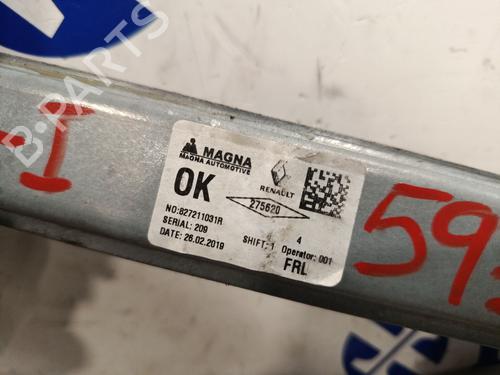 MAGNA
MAGNA AUTOMOTIVE
RENAULT
OK
275620
NO:827211031R
SERIAL: 209
DATE: 26.02.2019
SHIFT: 1
4
Operator: 001
FRL
59
B-PARTS